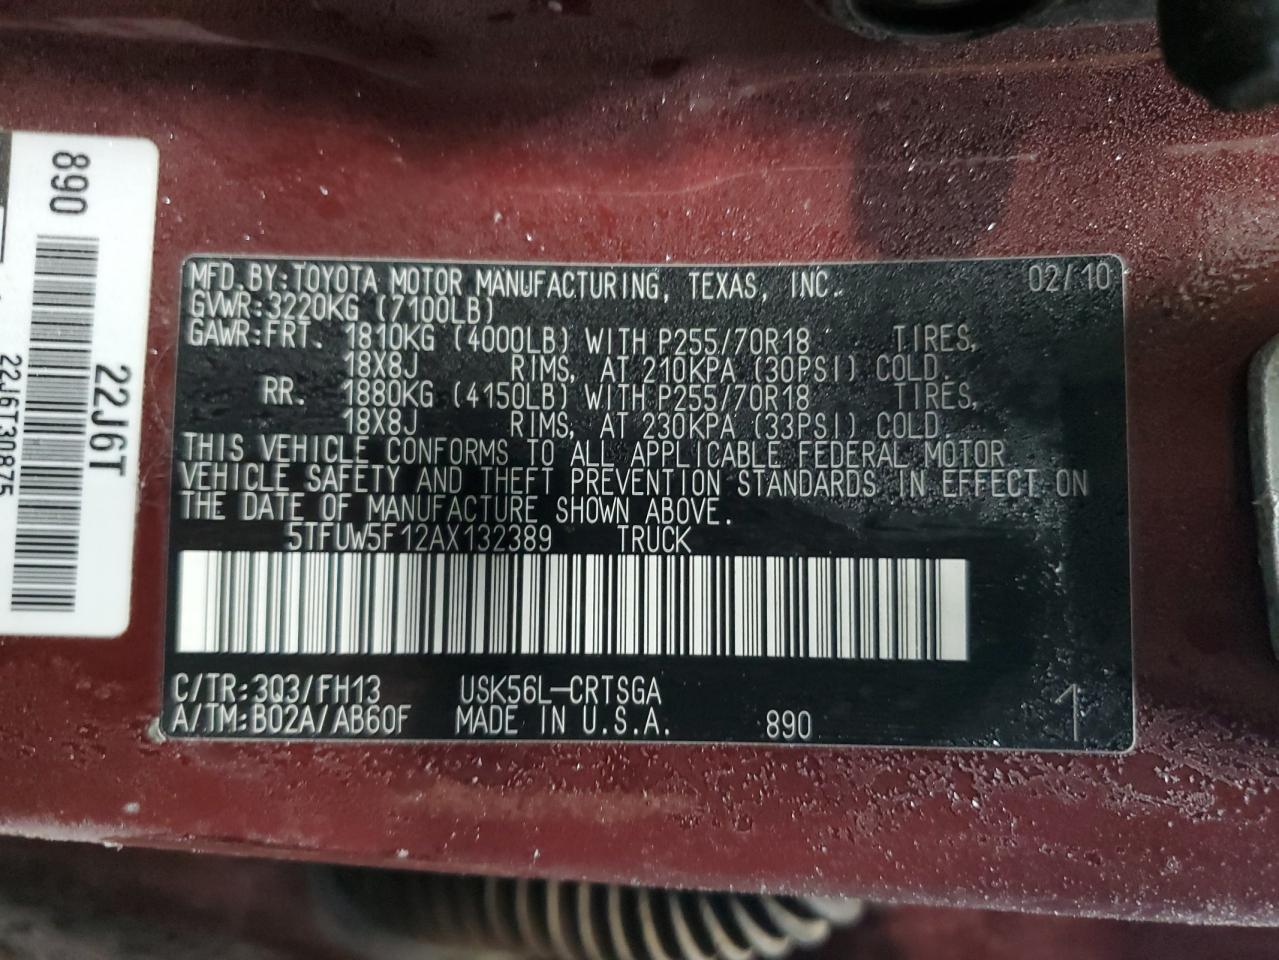 MFD.BY:TOYOTA MOTOR MANUFACTURING, TEXAS, INC. 02/10
GVWR:3220KG (7100LB)
GAWR:FRT. 1810KG (4000LB) WITH P255/70R18 TIRES,
18X8J RIMS, AT 210KPA (30PSI) COLD.
RR. 1880KG (4150LB) WITH P255/70R18 TIRES,
18X8J RIMS, AT 230KPA (33PSI) COLD.
THIS VEHICLE CONFORMS TO ALL APPLICABLE FEDERAL MOTOR
VEHICLE SAFETY AND THEFT PREVENTION STANDARDS IN EFFECT ON
THE DATE OF MANUFACTURE SHOWN ABOVE.
5TFUW5F12AX132389 TRUCK
C/TR:3Q3/FH13 USK56L-CRTSGA
A/TM:B02A/AB60F MADE IN U.S.A. 890
1
890
22J6T
22J6T30875